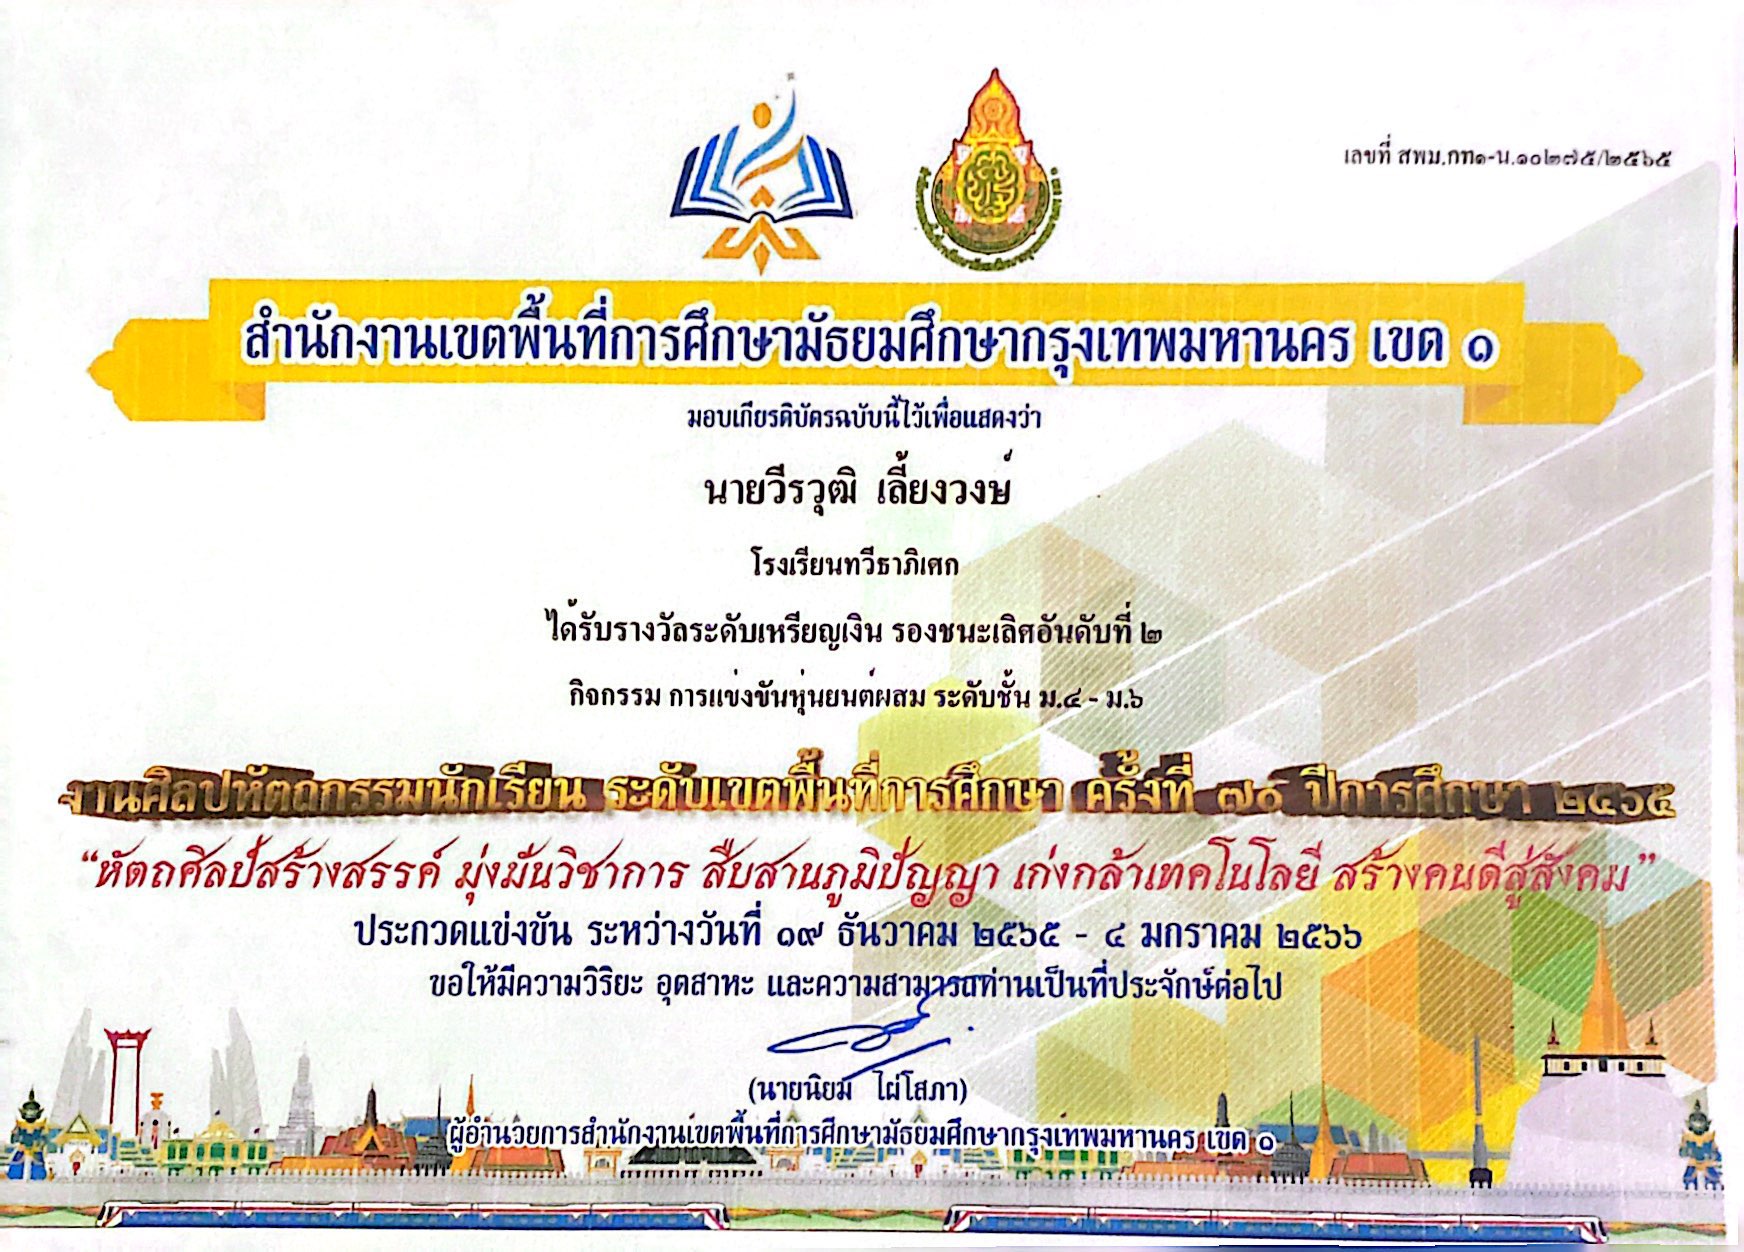 เลขที่ สพม.กท๑-น.๑๐๒๗๕/๒๕๖๕
สำนักงานเขตพื้นที่การศึกษามัธยมศึกษากรุงเทพมหานคร เขต ๑
มอบเกียรติบัตรฉบับนี้ไว้เพื่อแสดงว่า
นายวีรวุฒิ เลี้ยงวงษ์
โรงเรียนทวีธาภิเศก
ได้รับรางวัลระดับเหรียญเงิน รองชนะเลิศอันดับที่ ๒
กิจกรรม การแข่งขันหุ่นยนต์ผสม ระดับชั้น ม.๔ - ม.๖
งานศิลปหัตถกรรมนักเรียน ระดับเขตพื้นที่การศึกษา ครั้งที่ ๗๐ ปีการศึกษา ๒๕๖๕
“หัตถศิลป์สร้างสรรค์ มุ่งมั่นวิชาการ สืบสานภูมิปัญญา เก่งกล้าเทคโนโลยี สร้างคนดีสู่สังคม”
ประกวดแข่งขัน ระหว่างวันที่ ๑๙ ธันวาคม ๒๕๖๕ - ๔ มกราคม ๒๕๖๖
ขอให้มีความวิริยะ อุตสาหะ และความสามารถท่านเป็นที่ประจักษ์ต่อไป
(นายนิยม ไผ่โสภา)
ผู้อำนวยการสำนักงานเขตพื้นที่การศึกษามัธยมศึกษากรุงเทพมหานคร เขต ๑